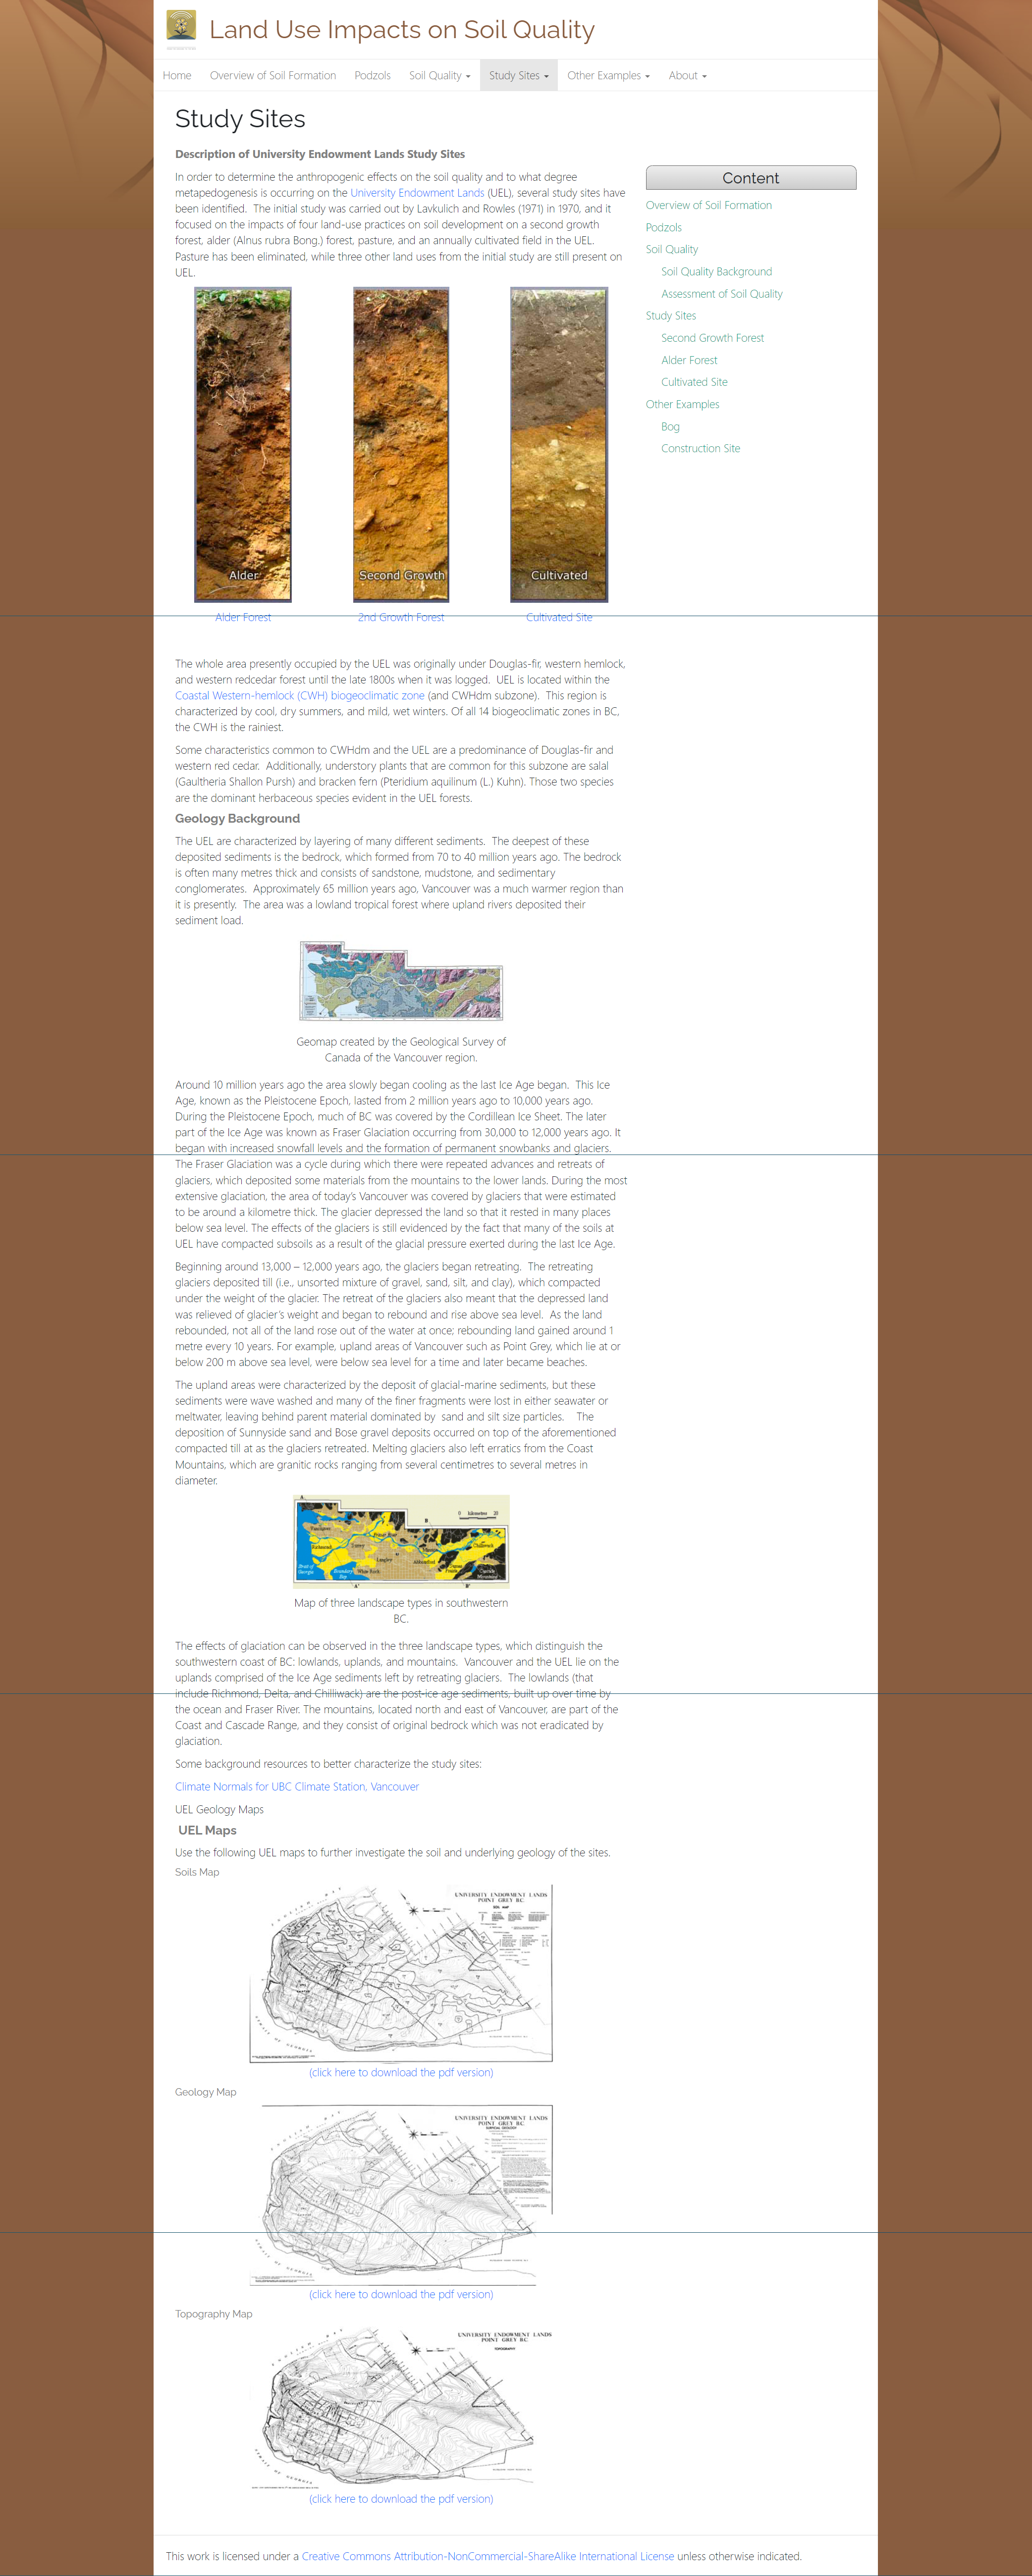 Land Use Impacts on Soil Quality
Home Overview of Soil Formation Podzols Soil Quality Study Sites Other Examples About
Study Sites
Description of University Endowment Lands Study Sites
In order to determine the anthropogenic effects on the soil quality and to what degree
metapedogenesis is occurring on the University Endowment Lands (UEL), several study sites have
been identified. The initial study was carried out by Lavkulich and Rowles (1971) in 1970, and it
focused on the impacts of four land-use practices on soil development on a second growth
forest, alder (Alnus rubra Bong.) forest, pasture, and an annually cultivated field in the UEL.
Pasture has been eliminated, while three other land uses from the initial study are still present on
UEL.
Alder
Second Growth
Cultivated
Alder Forest
2nd Growth Forest
Cultivated Site
The whole area presently occupied by the UEL was originally under Douglas-fir, western hemlock,
and western redcedar forest until the late 1800s when it was logged. UEL is located within the
Coastal Western-hemlock (CWH) biogeoclimatic zone (and CWHdm subzone). This region is
characterized by cool, dry summers, and mild, wet winters. Of all 14 biogeoclimatic zones in BC,
the CWH is the rainiest.
Some characteristics common to CWHdm and the UEL are a predominance of Douglas-fir and
western red cedar. Additionally, understory plants that are common for this subzone are salal
(Gaultheria Shallon Pursh) and bracken fern (Pteridium aquilinum (L.) Kuhn). Those two species
are the dominant herbaceous species evident in the UEL forests.
Geology Background
The UEL are characterized by layering of many different sediments. The deepest of these
deposited sediments is the bedrock, which formed from 70 to 40 million years ago. The bedrock
is often many metres thick and consists of sandstone, mudstone, and sedimentary
conglomerates. Approximately 65 million years ago, Vancouver was a much warmer region than
it is presently. The area was a lowland tropical forest where upland rivers deposited their
sediment load.
Geomap created by the Geological Survey of
Canada of the Vancouver region.
Around 10 million years ago the area slowly began cooling as the last Ice Age began. This Ice
Age, known as the Pleistocene Epoch, lasted from 2 million years ago to 10,000 years ago.
During the Pleistocene Epoch, much of BC was covered by the Cordillean Ice Sheet. The later
part of the Ice Age was known as Fraser Glaciation occurring from 30,000 to 12,000 years ago. It
began with increased snowfall levels and the formation of permanent snowbanks and glaciers.
The Fraser Glaciation was a cycle during which there were repeated advances and retreats of
glaciers, which deposited some materials from the mountains to the lower lands. During the most
extensive glaciation, the area of today's Vancouver was covered by glaciers that were estimated
to be around a kilometre thick. The glacier depressed the land so that it rested in many places
below sea level. The effects of the glaciers is still evidenced by the fact that many of the soils at
UEL have compacted subsoils as a result of the glacial pressure exerted during the last Ice Age.
Beginning around 13,000 – 12,000 years ago, the glaciers began retreating. The retreating
glaciers deposited till (i.e., unsorted mixture of gravel, sand, silt, and clay), which compacted
under the weight of the glacier. The retreat of the glaciers also meant that the depressed land
was relieved of glacier's weight and began to rebound and rise above sea level. As the land
rebounded, not all of the land rose out of the water at once; rebounding land gained around 1
metre every 10 years. For example, upland areas of Vancouver such as Point Grey, which lie at or
below 200 m above sea level, were below sea level for a time and later became beaches.
The upland areas were characterized by the deposit of glacial-marine sediments, but these
sediments were wave washed and many of the finer fragments were lost in either seawater or
meltwater, leaving behind parent material dominated by sand and silt size particles. The
deposition of Sunnyside sand and Bose gravel deposits occurred on top of the aforementioned
compacted till at as the glaciers retreated. Melting glaciers also left erratics from the Coast
Mountains, which are granitic rocks ranging from several centimetres to several metres in
diameter.
Map of three landscape types in southwestern
BC.
The effects of glaciation can be observed in the three landscape types, which distinguish the
southwestern coast of BC: lowlands, uplands, and mountains. Vancouver and the UEL lie on the
uplands comprised of the Ice Age sediments left by retreating glaciers. The lowlands (that
include Richmond, Delta, and Chilliwack) are the post-ice age sediments, built up over time by
the ocean and Fraser River. The mountains, located north and east of Vancouver, are part of the
Coast and Cascade Range, and they consist of original bedrock which was not eradicated by
glaciation.
Some background resources to better characterize the study sites:
Climate Normals for UBC Climate Station, Vancouver
UEL Geology Maps
UEL Maps
Use the following UEL maps to further investigate the soil and underlying geology of the sites.
Soils Map
UNIVERSITY ENDOWMENT LANDS
POINT GREY B.C.
SOIL MAP
(click here to download the pdf version)
Geology Map
UNIVERSITY ENDOWMENT LANDS
POINT GREY B.C.
SURFICIAL GEOLOGY
(click here to download the pdf version)
Topography Map
UNIVERSITY ENDOWMENT LANDS
POINT GREY B.C.
TOPOGRAPHY
(click here to download the pdf version)
Content
Overview of Soil Formation
Podzols
Soil Quality
Soil Quality Background
Assessment of Soil Quality
Study Sites
Second Growth Forest
Alder Forest
Cultivated Site
Other Examples
Bog
Construction Site
This work is licensed under a Creative Commons Attribution-NonCommercial-ShareAlike International License unless otherwise indicated.